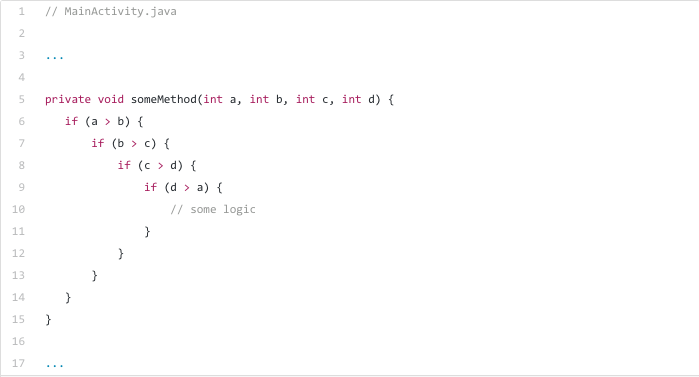 1 // MainActivity.java
2
3 ...
4
5 private void someMethod(int a, int b, int c, int d) {
6    if (a > b) {
7        if (b > c) {
8            if (c > d) {
9                if (d > a) {
10                    // some logic
11                }
12            }
13        }
14    }
15 }
16
17 ...